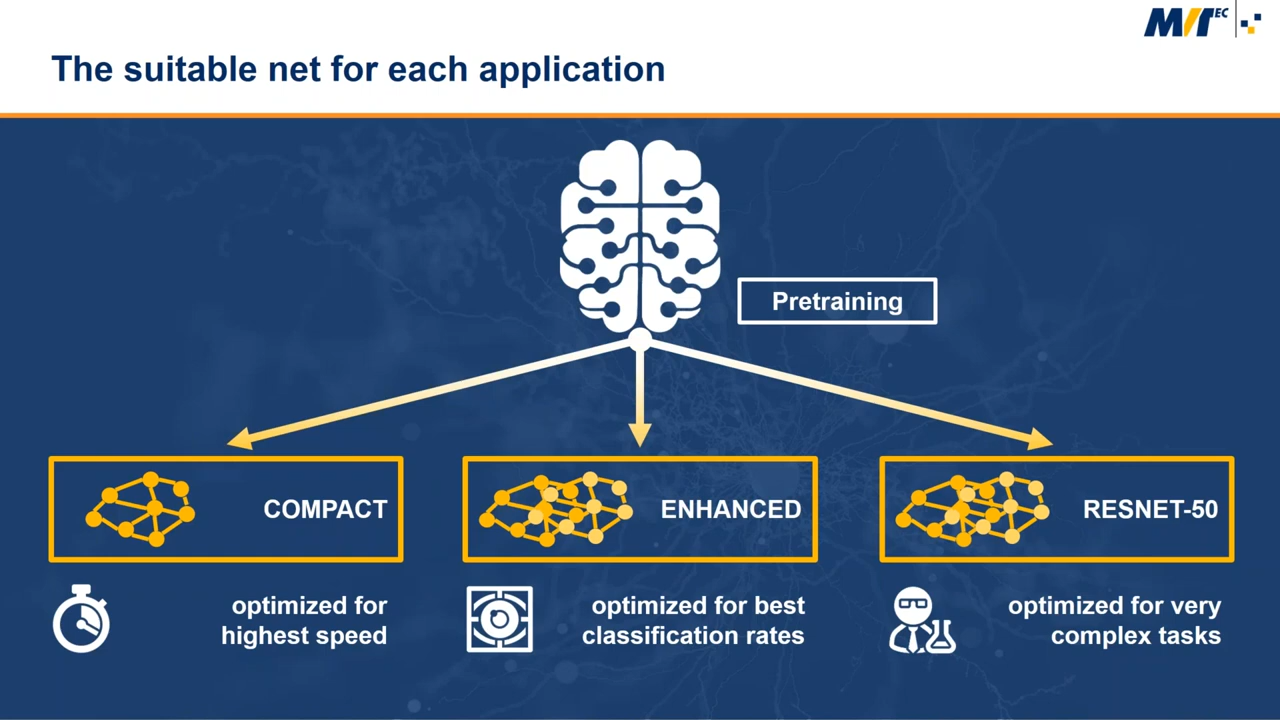 MVTEC
The suitable net for each application
Pretraining
COMPACT
ENHANCED
RESNET-50
optimized for
highest speed
optimized for best
classification rates
optimized for very
complex tasks